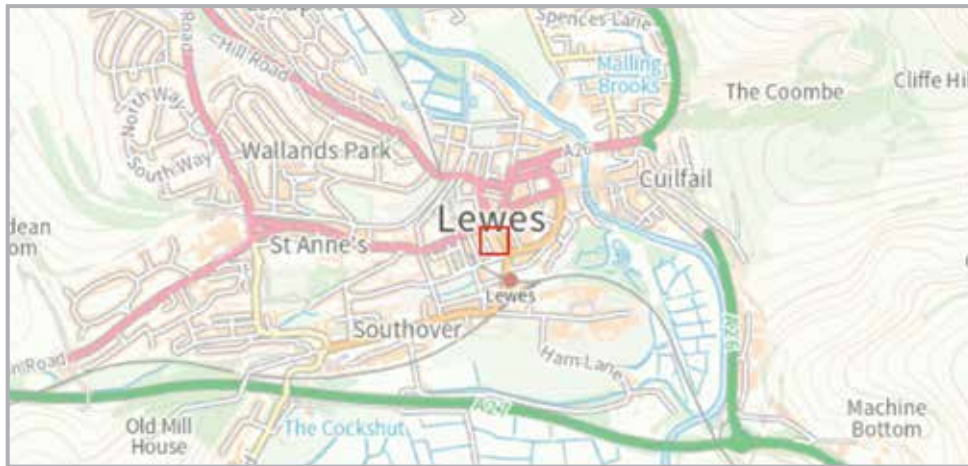 Spences Lane
Road
Hill Road
Malling
Brooks
The Coombe
Cliffe Hi
North Way
South Way
Wallands Park
A26
Cuilfail
Lewes
dean
om
St Anne's
Lewes
Southover
A26
Ham Lane
Road
A27
Old Mill
House
The Cockshut
Machine
Bottom